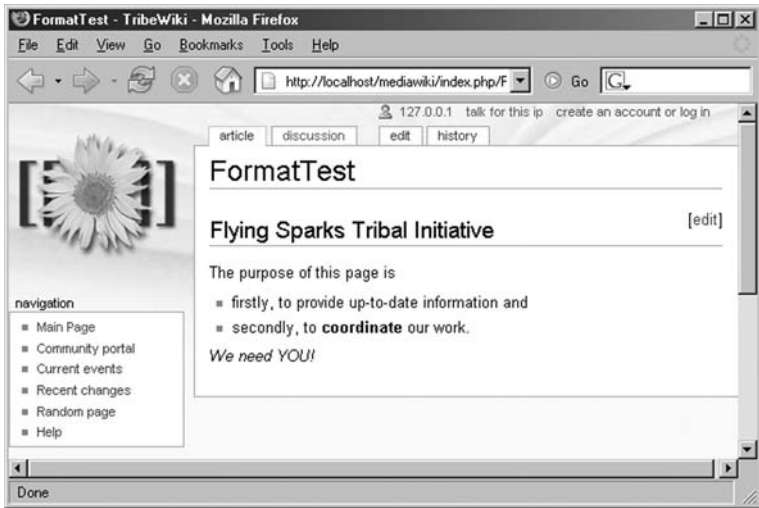 FormatTest - TribeWiki - Mozilla Firefox
File Edit View Go Bookmarks Tools Help
http://localhost/mediawiki/index.php/F Go G
127.0.0.1 talk for this ip create an account or log in
article discussion edit history
FormatTest
Flying Sparks Tribal Initiative [edit]
The purpose of this page is
firstly, to provide up-to-date information and
secondly, to coordinate our work.
We need YOU!
navigation
Main Page
Community portal
Current events
Recent changes
Random page
Help
Done